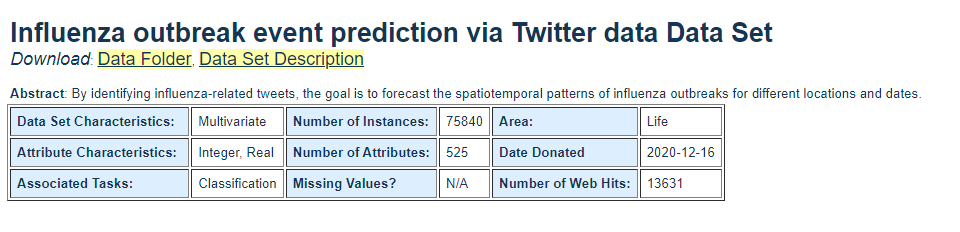 Influenza outbreak event prediction via Twitter data Data Set
Download: Data Folder, Data Set Description
Abstract: By identifying influenza-related tweets, the goal is to forecast the spatiotemporal patterns of influenza outbreaks for different locations and dates.
Data Set Characteristics: Multivariate Number of Instances: 75840 Area: Life
Attribute Characteristics: Integer, Real Number of Attributes: 525 Date Donated 2020-12-16
Associated Tasks: Classification Missing Values? N/A Number of Web Hits: 13631